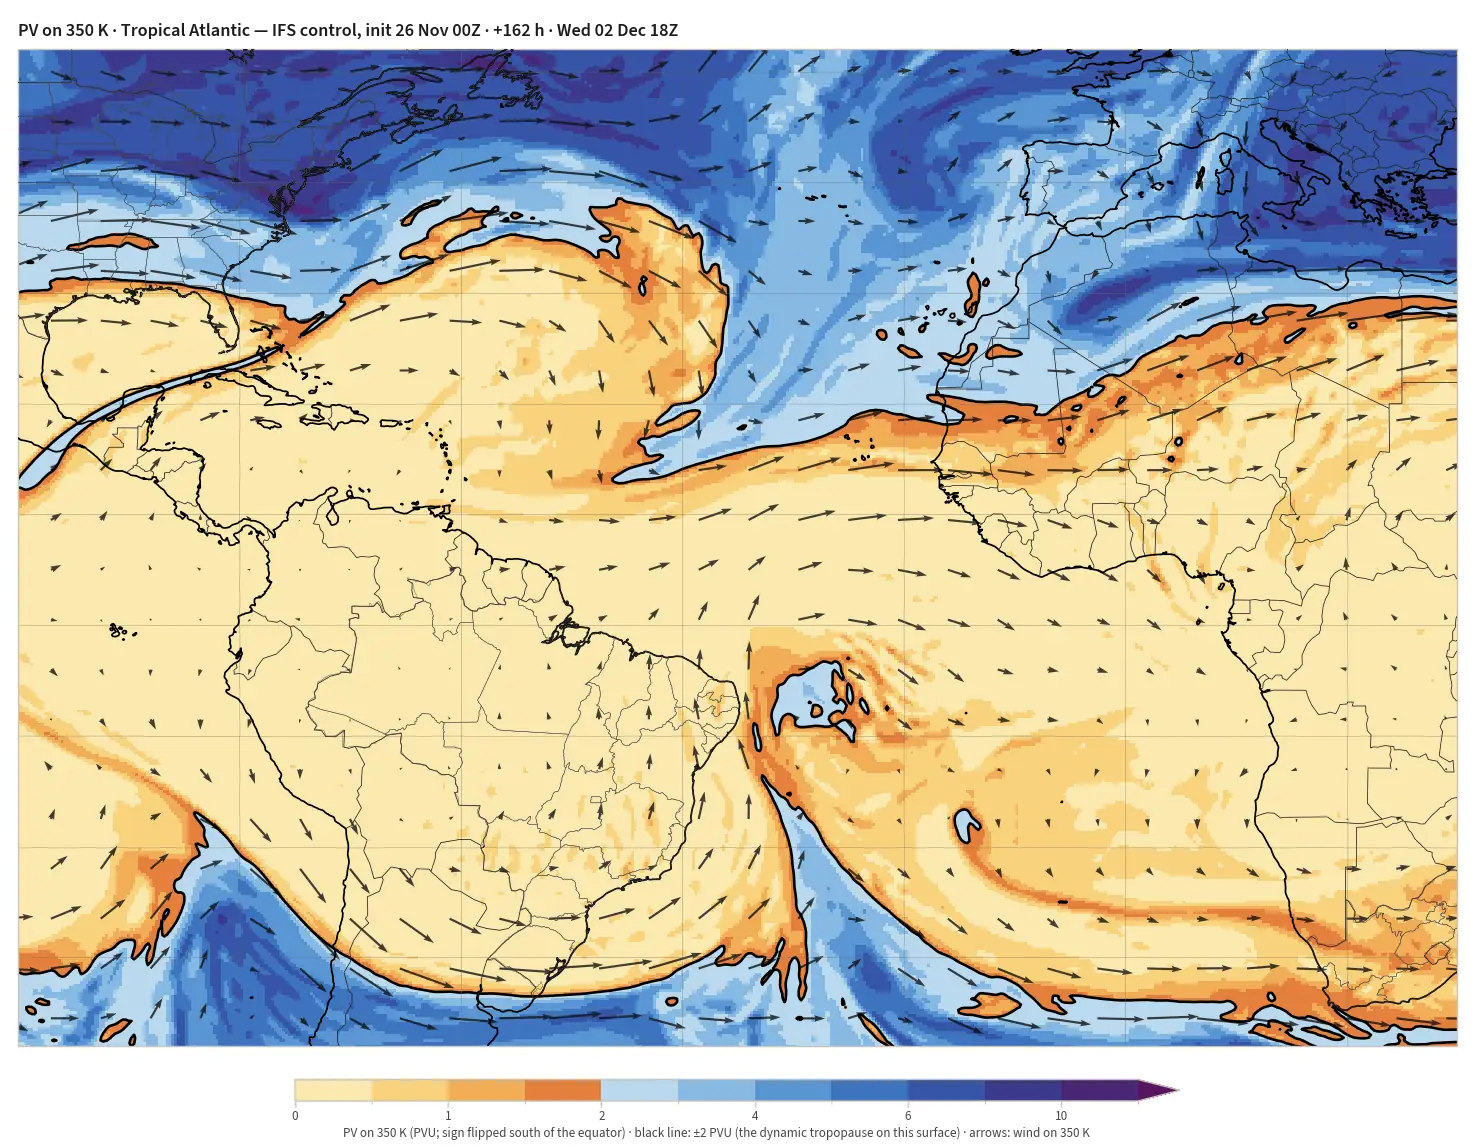 PV on 350 K · Tropical Atlantic — IFS control, init 26 Nov 00Z · +162 h · Wed 02 Dec 18Z
0 1 2 4 6 10
PV on 350 K (PVU; sign flipped south of the equator) · black line: ±2 PVU (the dynamic tropopause on this surface) · arrows: wind on 350 K